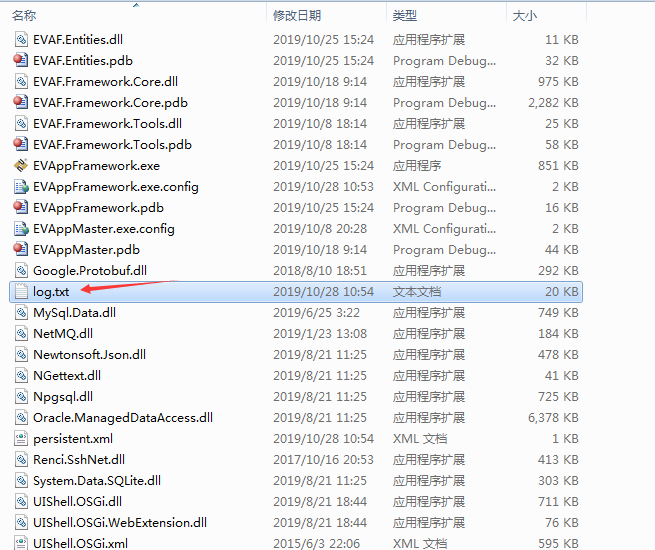 名称 修改日期 类型 大小
EVAF.Entities.dll 2019/10/25 15:24 应用程序扩展 11 KB
EVAF.Entities.pdb 2019/10/25 15:24 Program Debug... 32 KB
EVAF.Framework.Core.dll 2019/10/18 9:14 应用程序扩展 975 KB
EVAF.Framework.Core.pdb 2019/10/18 9:14 Program Debug... 2,282 KB
EVAF.Framework.Tools.dll 2019/10/8 18:14 应用程序扩展 25 KB
EVAF.Framework.Tools.pdb 2019/10/8 18:14 Program Debug... 58 KB
EVAppFramework.exe 2019/10/25 15:24 应用程序 851 KB
EVAppFramework.exe.config 2019/10/28 10:53 XML Configurati... 2 KB
EVAppFramework.pdb 2019/10/25 15:24 Program Debug... 16 KB
EVAppMaster.exe.config 2019/10/8 20:28 XML Configurati... 2 KB
EVAppMaster.pdb 2019/10/18 9:14 Program Debug... 44 KB
Google.Protobuf.dll 2018/8/10 18:51 应用程序扩展 292 KB
log.txt 2019/10/28 10:54 文本文档 20 KB
MySql.Data.dll 2019/6/25 3:22 应用程序扩展 749 KB
NetMQ.dll 2019/1/23 13:08 应用程序扩展 184 KB
Newtonsoft.Json.dll 2019/8/21 11:25 应用程序扩展 478 KB
NGettext.dll 2019/8/21 11:25 应用程序扩展 41 KB
Npgsql.dll 2019/8/21 11:25 应用程序扩展 725 KB
Oracle.ManagedDataAccess.dll 2019/8/21 11:25 应用程序扩展 6,378 KB
persistent.xml 2019/10/28 10:54 XML 文档 1 KB
Renci.SshNet.dll 2017/10/16 20:53 应用程序扩展 413 KB
System.Data.SQLite.dll 2019/8/21 11:25 应用程序扩展 303 KB
UIShell.OSGi.dll 2019/8/21 18:44 应用程序扩展 711 KB
UIShell.OSGi.WebExtension.dll 2019/8/21 18:44 应用程序扩展 76 KB
UIShell.OSGi.xml 2015/6/3 22:06 XML 文档 595 KB